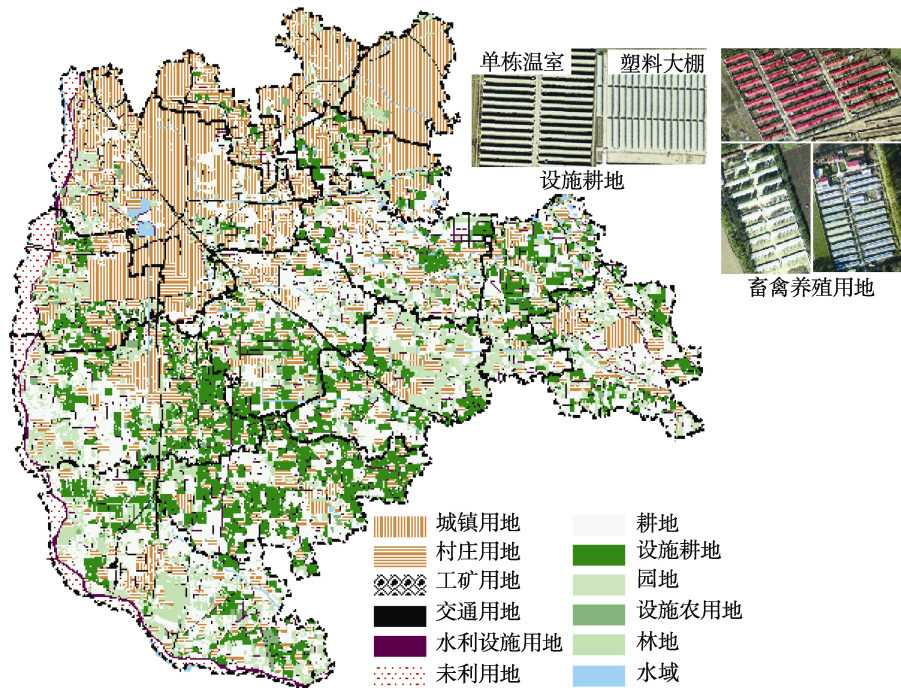 单栋温室
塑料大棚
设施耕地
畜禽养殖用地
城镇用地
村庄用地
工矿用地
交通用地
水利设施用地
未利用地
耕地
设施耕地
园地
设施农用地
林地
水域